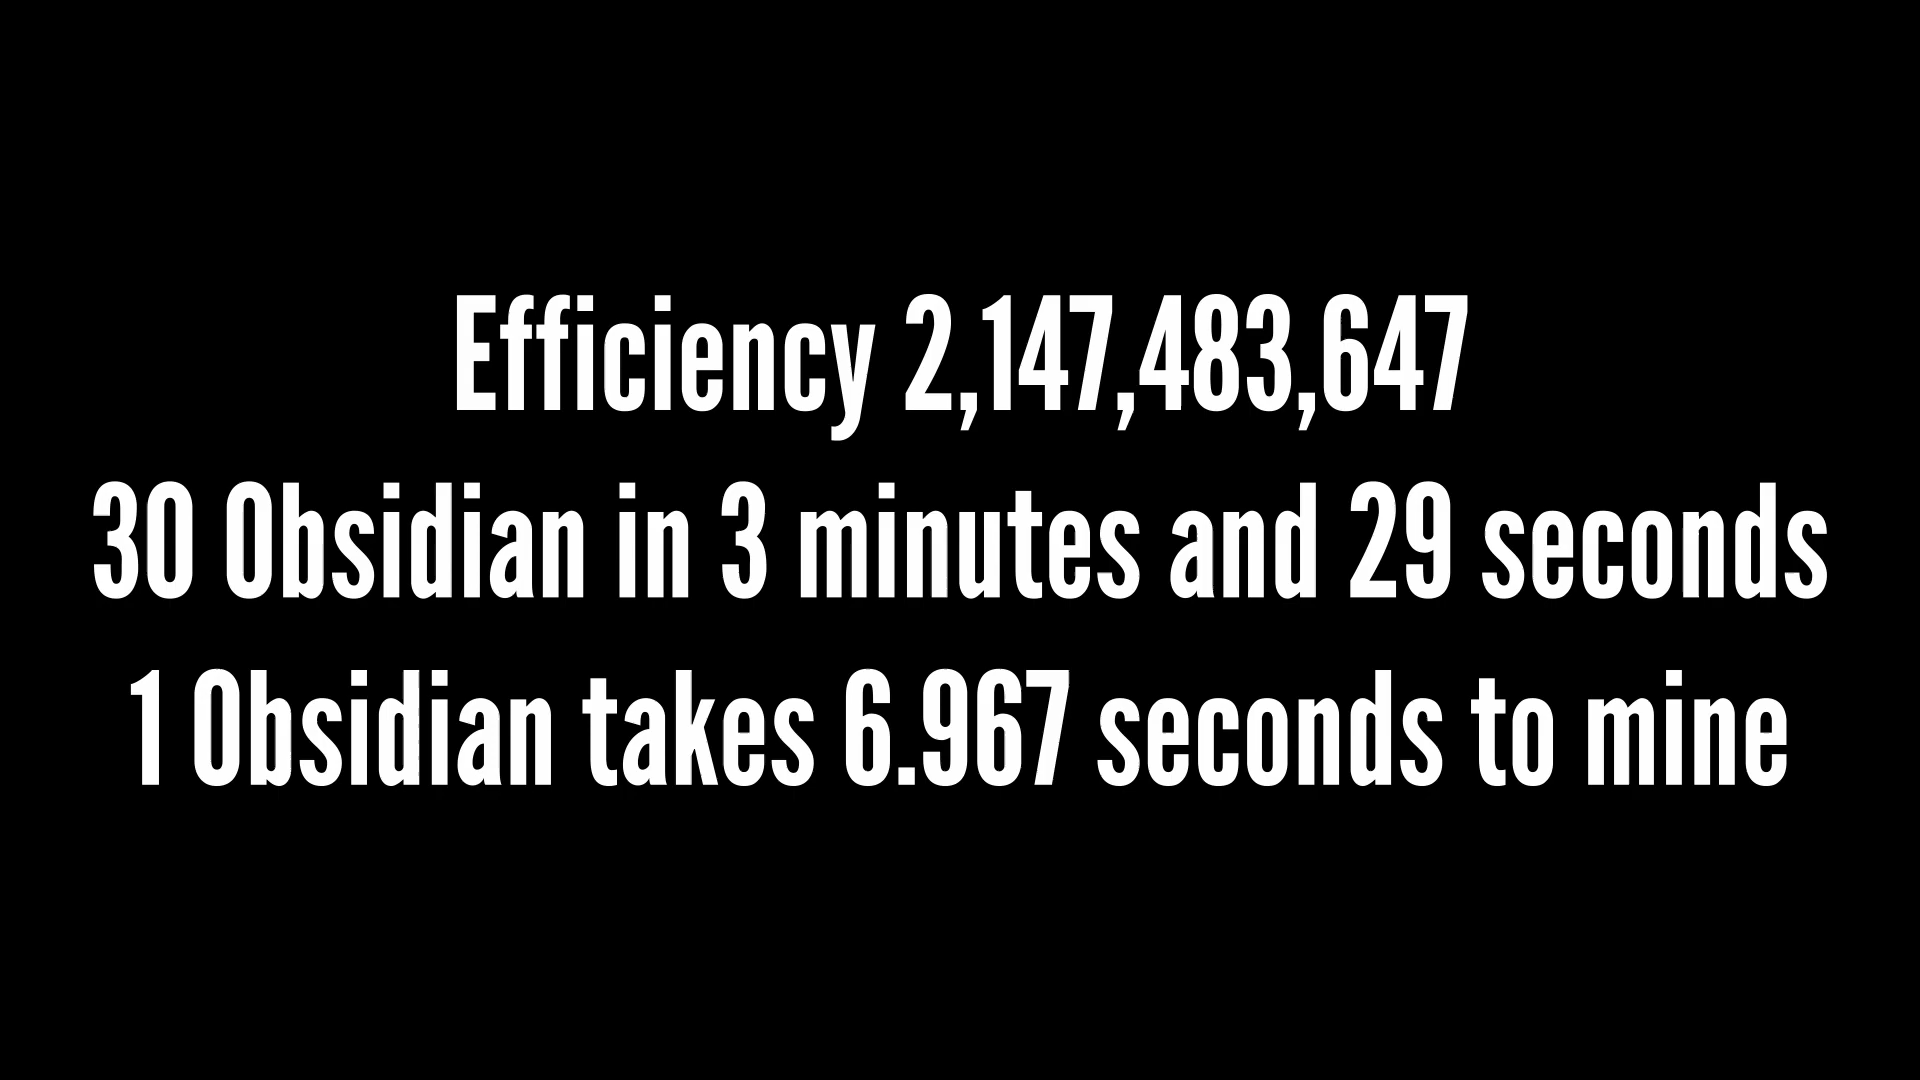 Efficiency 2,147,483,647
30 Obsidian in 3 minutes and 29 seconds
1 Obsidian takes 6.967 seconds to mine